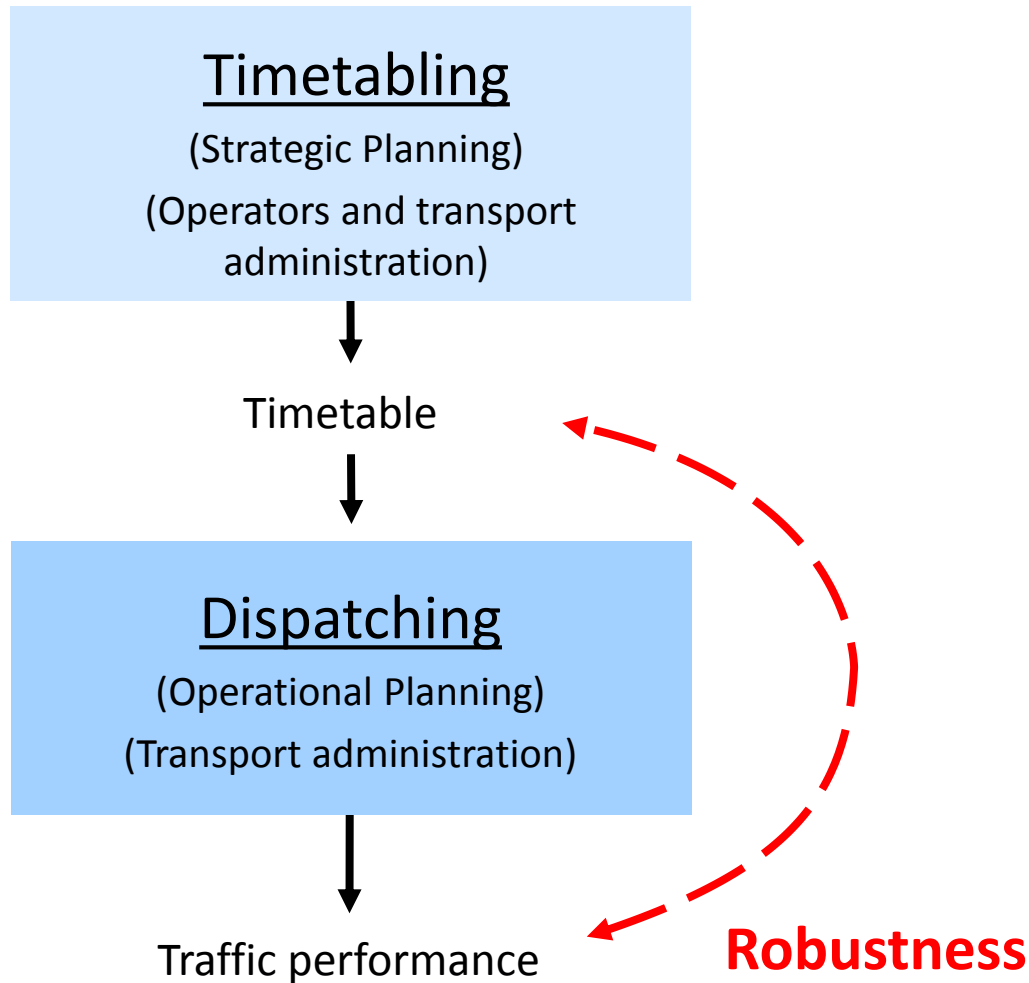 Timetabling
(Strategic Planning)
(Operators and transport
administration)
Timetable
Dispatching
(Operational Planning)
(Transport administration)
Traffic performance
Robustness